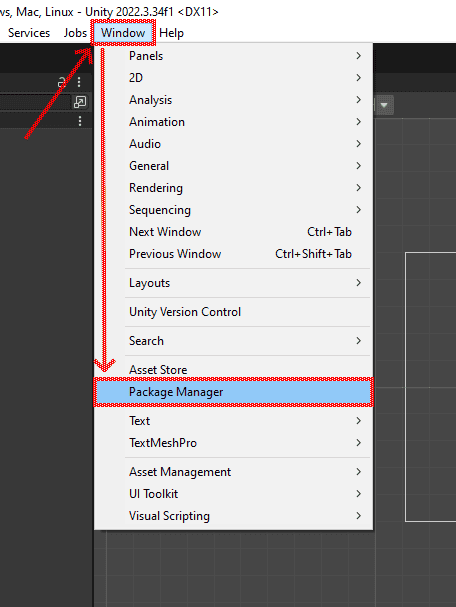 ws, Mac, Linux - Unity 2022.3.34f1 <DX11>
Services Jobs Window Help
Panels
2D
Analysis
Animation
Audio
General
Rendering
Sequencing
Next Window Ctrl+Tab
Previous Window Ctrl+Shift+Tab
Layouts
Unity Version Control
Search
Asset Store
Package Manager
Text
TextMeshPro
Asset Management
UI Toolkit
Visual Scripting